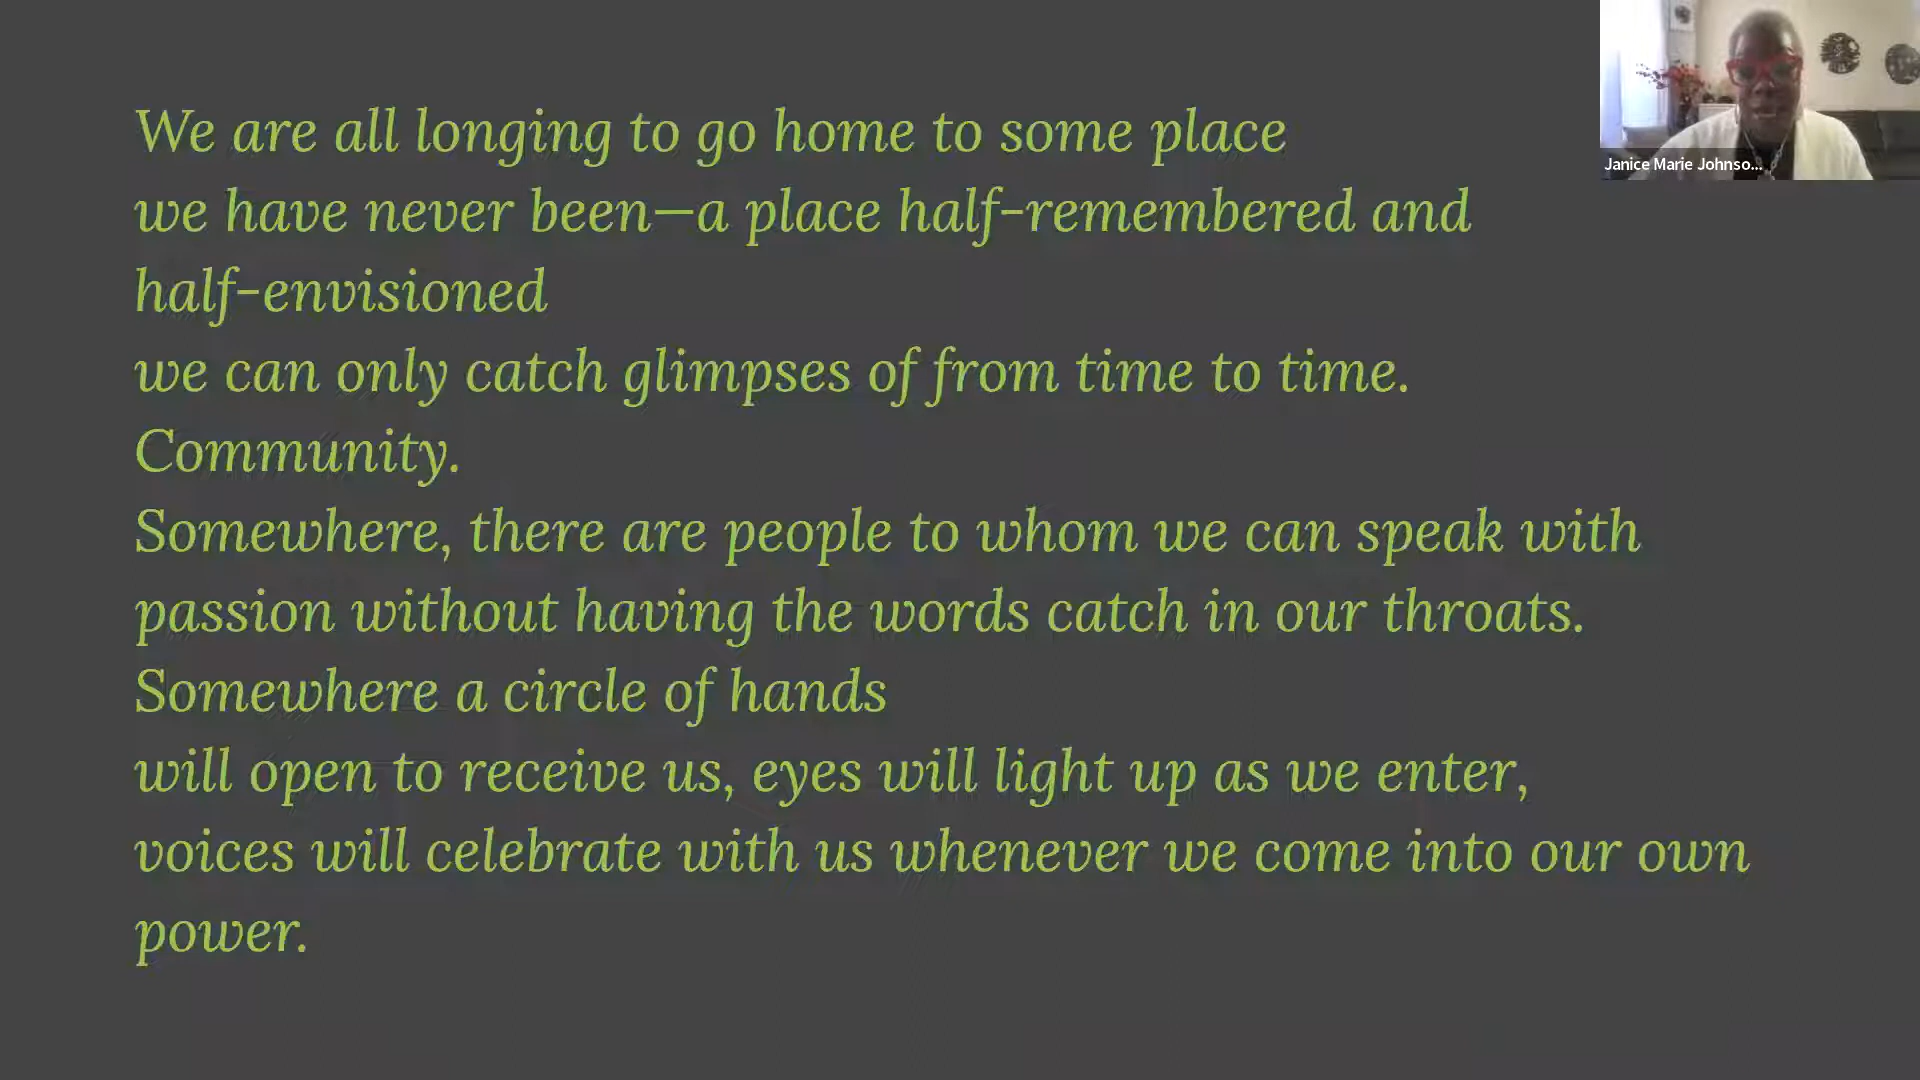 We are all longing to go home to some place
we have never been—a place half-remembered and
half-envisioned
we can only catch glimpses of from time to time.
Community.
Somewhere, there are people to whom we can speak with
passion without having the words catch in our throats.
Somewhere a circle of hands
will open to receive us, eyes will light up as we enter,
voices will celebrate with us whenever we come into our own
power.
Janice Marie Johnso...